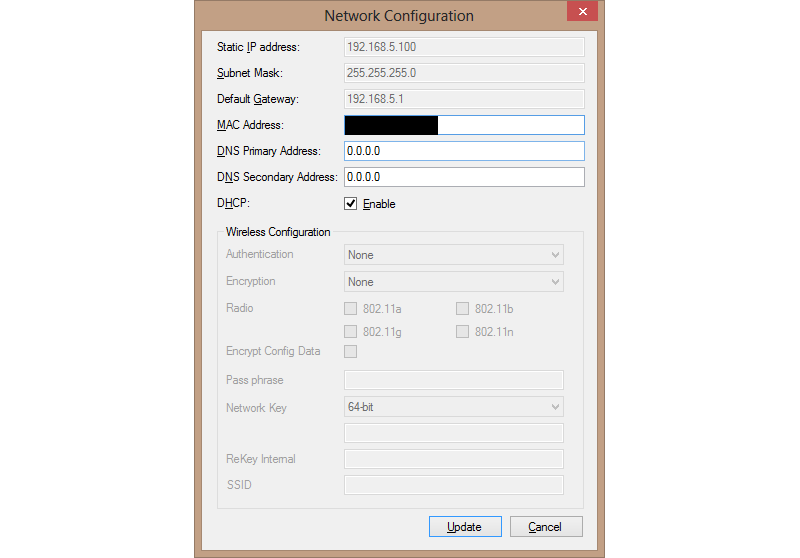 Network Configuration
Static IP address: 192.168.5.100
Subnet Mask: 255.255.255.0
Default Gateway: 192.168.5.1
MAC Address:
DNS Primary Address: 0.0.0.0
DNS Secondary Address: 0.0.0.0
DHCP: Enable
Wireless Configuration
Authentication None
Encryption None
Radio 802.11a 802.11b
802.11g 802.11n
Encrypt Config Data
Pass phrase
Network Key 64-bit
ReKey Internal
SSID
Update Cancel